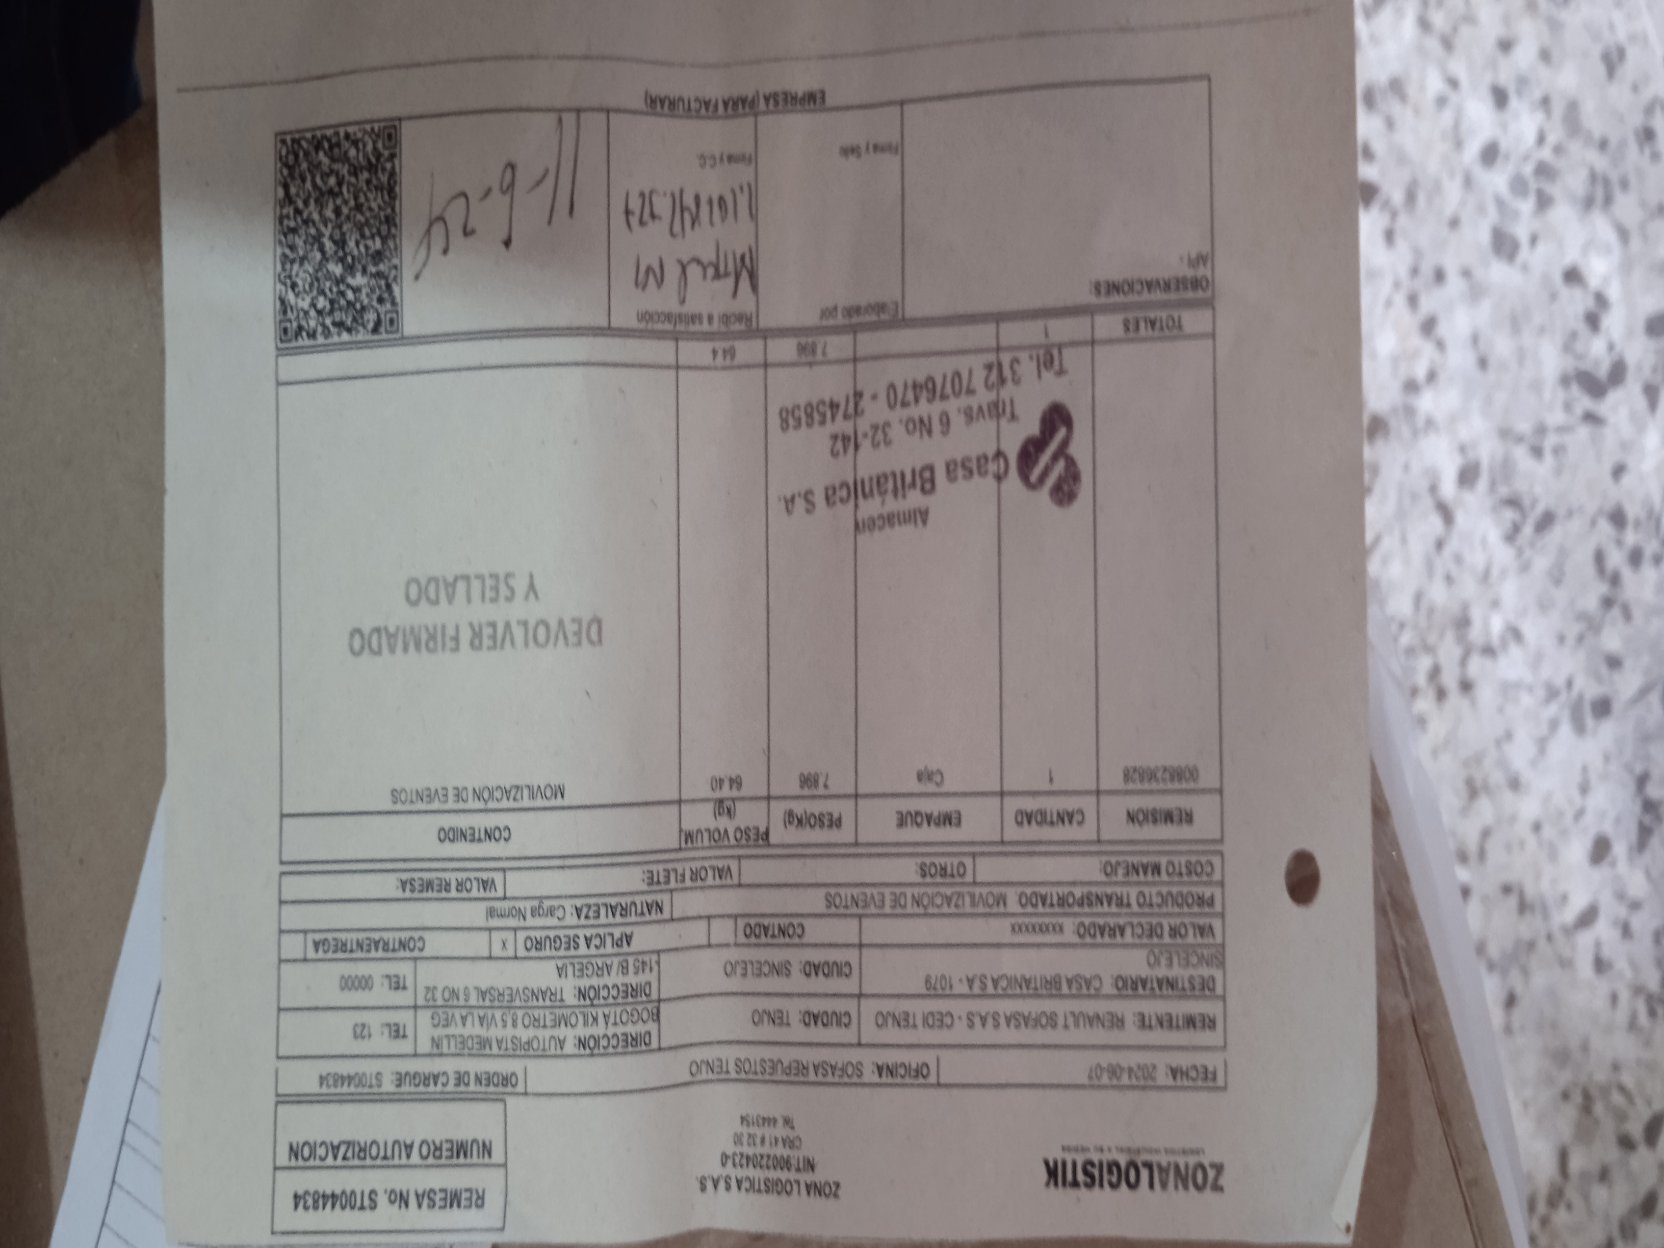 ZONALOGISTIK
ZONA LOGISTICA S.A.S.
NIT:900220423-0
CRA 41 # 32 30
Tel. 4443154
REMESA No. ST0044834
NUMERO AUTORIZACION
FECHA: 2024-06-07 OFICINA: SOFASA REPUESTOS TENJO ORDEN DE CARGUE: ST0044834
REMITENTE: RENAULT SOFASA S.A.S - CEDI TENJO CIUDAD: TENJO DIRECCIÓN: AUTOPISTA MEDELLIN TEL: 123
BOGOTÁ KILOMETRO 8,5 VÍA LA VEG
DESTINATARIO: CASA BRITANICA S.A - 1079 CIUDAD: SINCELEJO DIRECCIÓN: TRANSVERSAL 6 NO 32 TEL: 00000
SINCELEJO 145 B/ ARGELIA
VALOR DECLARADO: xxxxxxxx CONTADO APLICA SEGURO x CONTRAENTREGA
PRODUCTO TRANSPORTADO: MOVILIZACIÓN DE EVENTOS NATURALEZA: Carga Normal
COSTO MANEJO: OTROS: VALOR FLETE: VALOR REMESA:
REMISIÓN CANTIDAD EMPAQUE PESO(Kg) PESO VOLUM (kg) CONTENIDO
0088236828 1 Caja 7.896 64.40 MOVILIZACIÓN DE EVENTOS
DEVOLVER FIRMADO
Y SELLADO
Almacén
Casa Británica S.A.
Travs. 6 No. 32-142
Tel. 312 7076470 - 2745858
TOTALES 1 7.896 64.4
OBSERVACIONES:
API -
Elaborado por
Firma y Sello
Recibí a satisfacción
Firma y C.C.
11-6-24
EMPRESA (PARA FACTURAR)